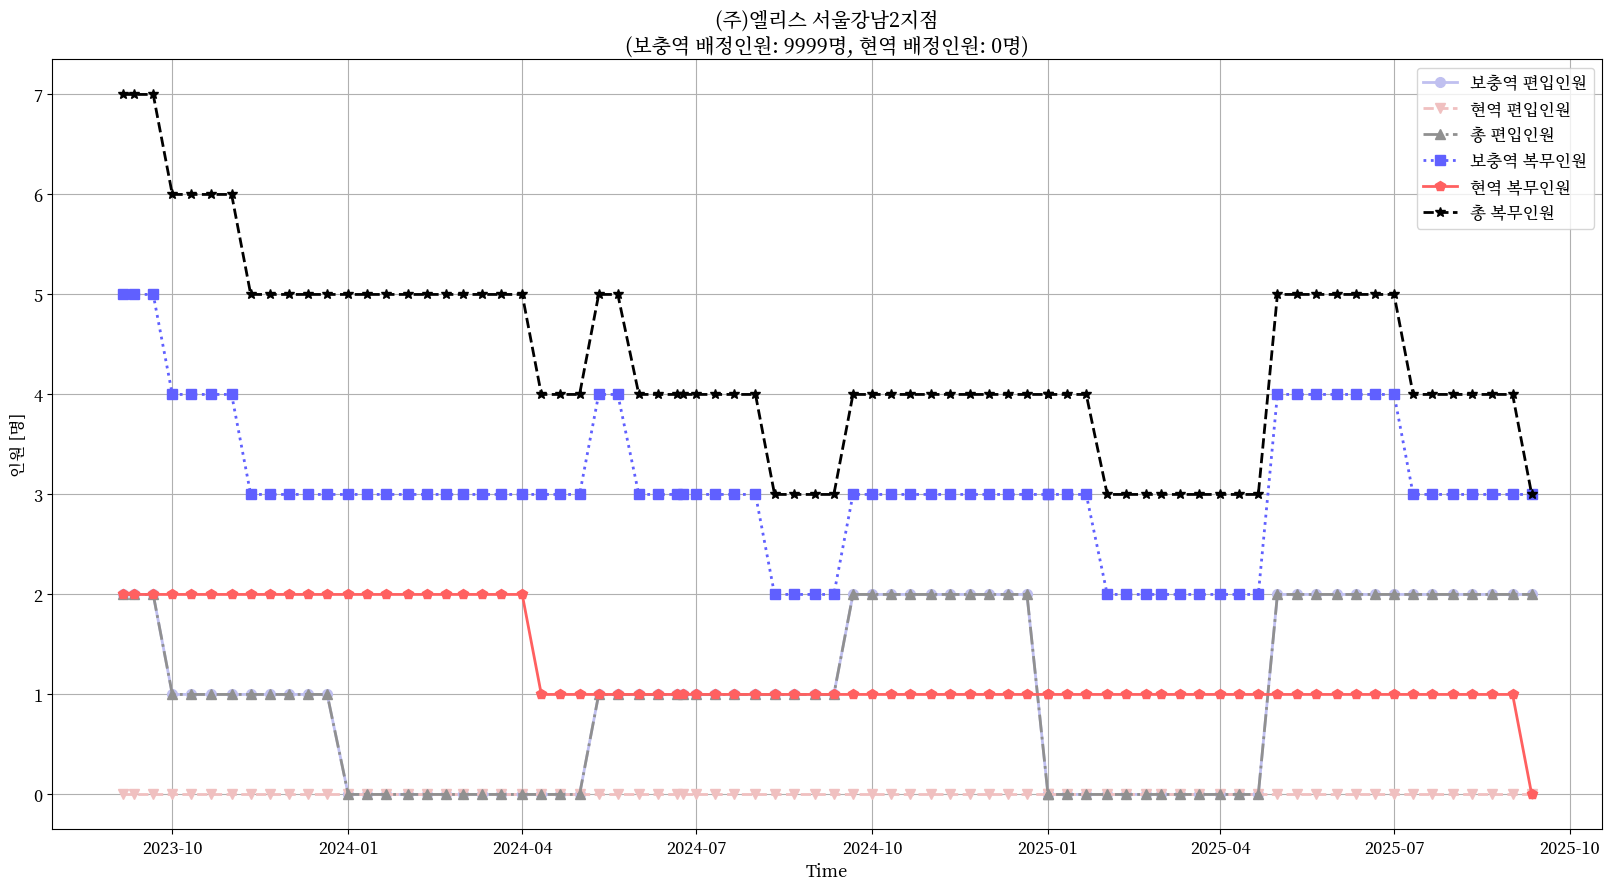 (주)엘리스 서울강남2지점
(보충역 배정인원: 9999명, 현역 배정인원: 0명)
보충역 편입인원
현역 편입인원
총 편입인원
보충역 복무인원
현역 복무인원
총 복무인원
인원 [명]
7
6
5
4
3
2
1
0
2023-10
2024-01
2024-04
2024-07
2024-10
2025-01
2025-04
2025-07
2025-10
Time